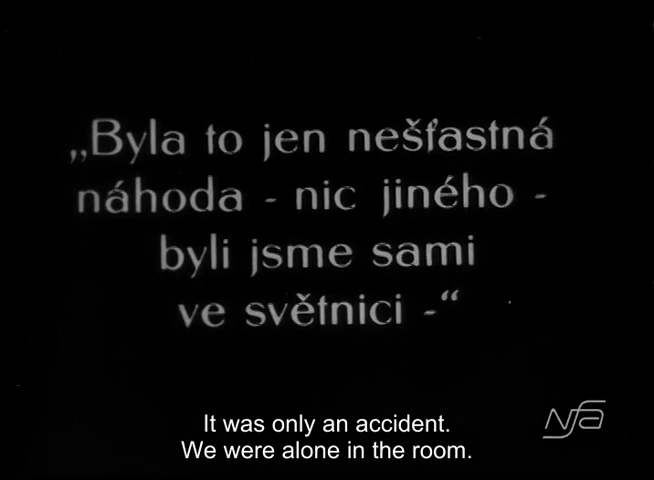 „Byla to jen nešťastná
náhoda - nic jiného -
byli jsme sami
ve světnici -“
It was only an accident.
We were alone in the room.
nfa